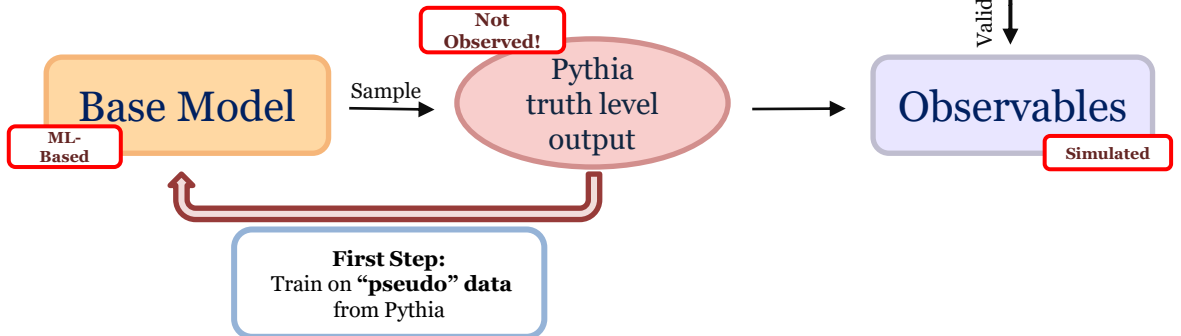 Valid
Not
Observed!
Base Model
ML-
Based
Sample
Pythia
truth level
output
Observables
Simulated
First Step:
Train on “pseudo” data
from Pythia